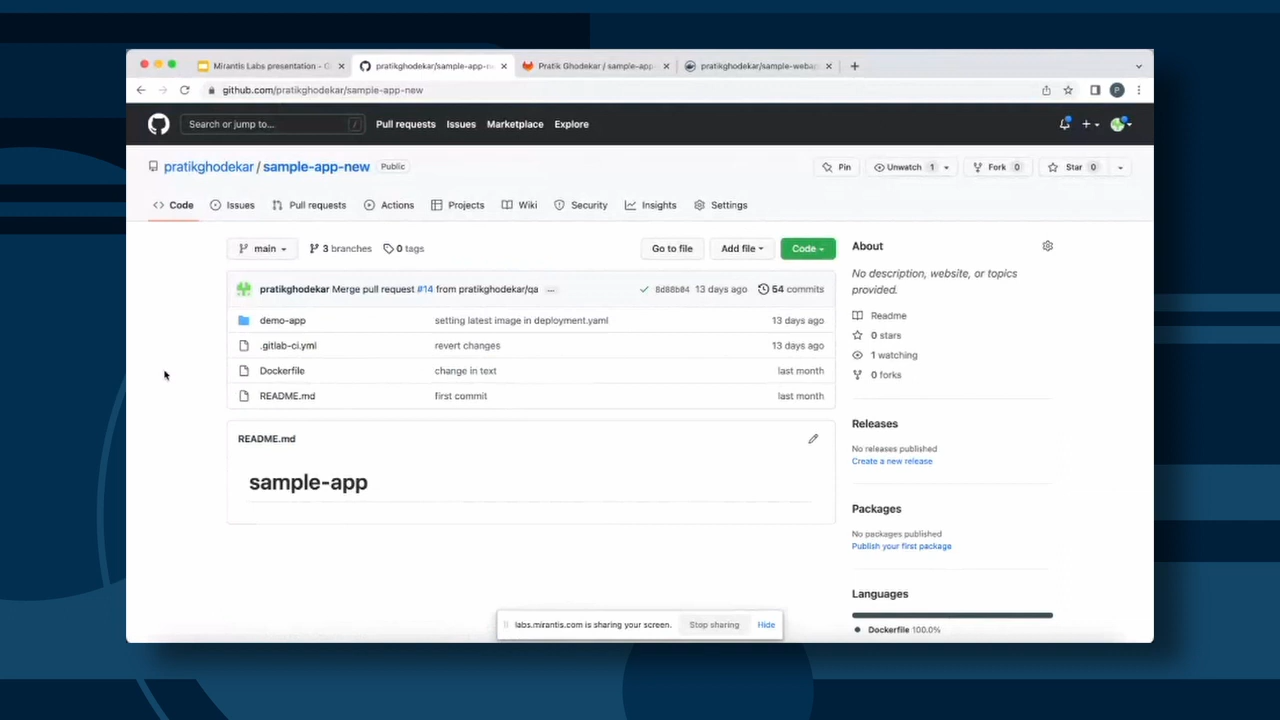 Mirantis Labs presentation - G
pratikghodekar/sample-app-ne
Pratik Ghodekar / sample-app-
pratikghodekar/sample-webap
github.com/pratikghodekar/sample-app-new
Search or jump to... /
Pull requests Issues Marketplace Explore
pratikghodekar / sample-app-new Public
Pin Unwatch 1 Fork 0 Star 0
<> Code Issues Pull requests Actions Projects Wiki Security Insights Settings
main 3 branches 0 tags Go to file Add file Code
pratikghodekar Merge pull request #14 from pratikghodekar/qa ... 8d88b04 13 days ago 54 commits
demo-app setting latest image in deployment.yaml 13 days ago
.gitlab-ci.yml revert changes 13 days ago
Dockerfile change in text last month
README.md first commit last month
README.md
sample-app
About
No description, website, or topics
provided.
Readme
0 stars
1 watching
0 forks
Releases
No releases published
Create a new release
Packages
No packages published
Publish your first package
Languages
Dockerfile 100.0%
labs.mirantis.com is sharing your screen. Stop sharing Hide